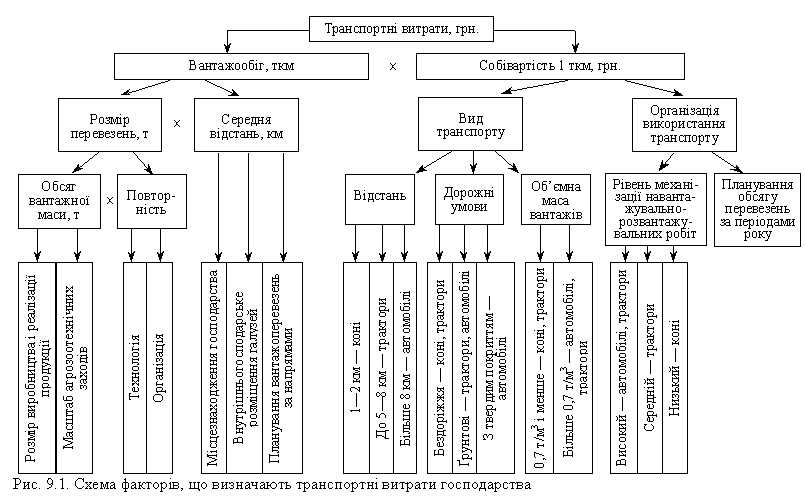 Транспортні витрати, грн.
Вантажообіг, ткм
×
Собівартість 1 ткм, грн.
Розмір
перевезень, т
×
Середня
відстань, км
Вид
транспорту
Організація
використання
транспорту
Обсяг
вантажної
маси, т
×
Повтор-
ність
Відстань
Дорожні
умови
Об’ємна
маса
вантажів
Рівень механі-
зації наванта-
жувально-
розвантажу-
вальних робіт
Планування
обсягу
перевезень
за періодами
року
Розмір виробництва і реалізації
продукції
Масштаб агрозоотехнічних
заходів
Технологія
Організація
Місцезнаходження господарства
Внутрішньогосподарське
розміщення галузей
Планування вантажоперевезень
за напрямами
1—2 км — коні
До 5—8 км — трактори
Більше 8 км — автомобілі
Бездоріжжя — коні, трактори
Ґрунтові — трактори, автомобілі
З твердим покриттям —
автомобілі
0,7 т/м³ і менше — коні, трактори
Більше 0,7 т/м³ — автомобілі,
трактори
Високий — автомобілі, трактори
Середній — трактори
Низький — коні
Рис. 9.1. Схема факторів, що визначають транспортні витрати господарства